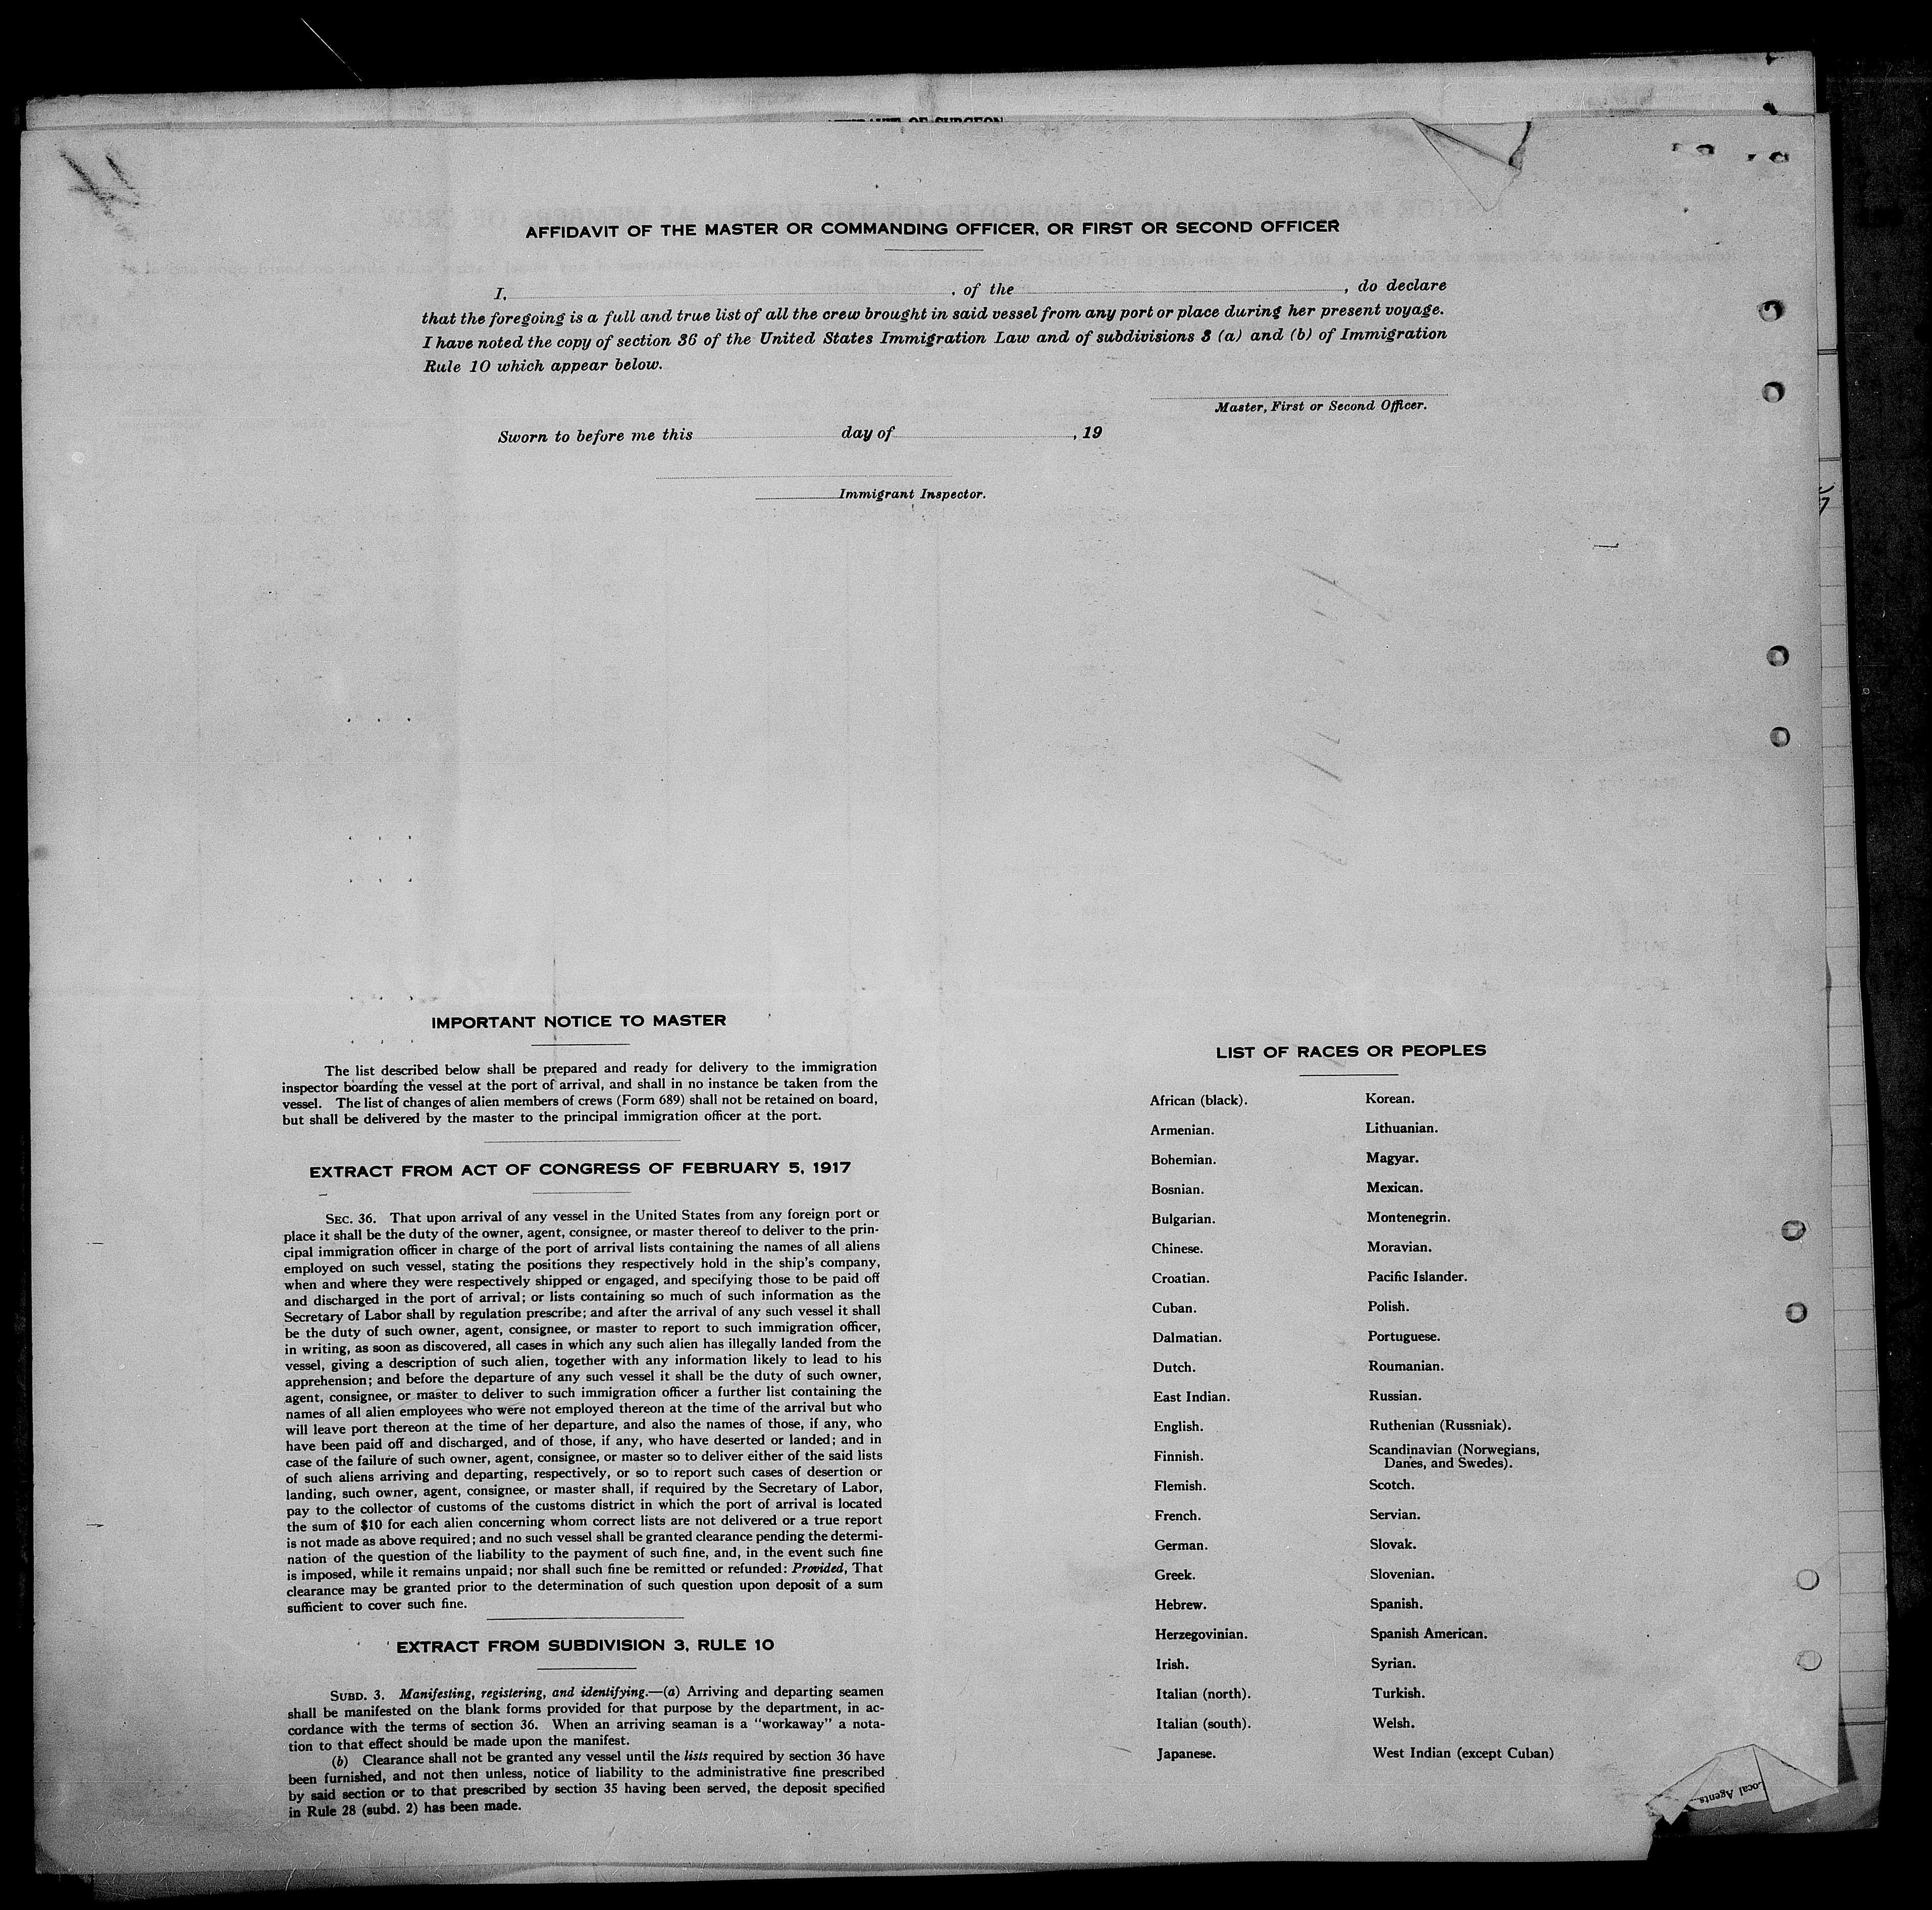 OF SURGEON
AFFIDAVIT OF THE MASTER OR COMMANDING OFFICER, OR FIRST OR SECOND OFFICER
I, , of the , do declare
that the foregoing is a full and true list of all the crew brought in said vessel from any port or place during her present voyage.
I have noted the copy of section 36 of the United States Immigration Law and of subdivisions 3 (a) and (b) of Immigration
Rule 10 which appear below.
Master, First or Second Officer.
Sworn to before me this day of , 19
Immigrant Inspector.
IMPORTANT NOTICE TO MASTER
The list described below shall be prepared and ready for delivery to the immigration
inspector boarding the vessel at the port of arrival, and shall in no instance be taken from the
vessel. The list of changes of alien members of crews (Form 689) shall not be retained on board,
but shall be delivered by the master to the principal immigration officer at the port.
EXTRACT FROM ACT OF CONGRESS OF FEBRUARY 5, 1917
SEC. 36. That upon arrival of any vessel in the United States from any foreign port or
place it shall be the duty of the owner, agent, consignee, or master thereof to deliver to the prin-
cipal immigration officer in charge of the port of arrival lists containing the names of all aliens
employed on such vessel, stating the positions they respectively hold in the ship's company,
when and where they were respectively shipped or engaged, and specifying those to be paid off
and discharged in the port of arrival; or lists containing so much of such information as the
Secretary of Labor shall by regulation prescribe; and after the arrival of any such vessel it shall
be the duty of such owner, agent, consignee, or master to report to such immigration officer,
in writing, as soon as discovered, all cases in which any such alien has illegally landed from the
vessel, giving a description of such alien, together with any information likely to lead to his
apprehension; and before the departure of any such vessel it shall be the duty of such owner,
agent, consignee, or master to deliver to such immigration officer a further list containing the
names of all alien employees who were not employed thereon at the time of the arrival but who
will leave port thereon at the time of her departure, and also the names of those, if any, who
have been paid off and discharged, and of those, if any, who have deserted or landed; and in
case of the failure of such owner, agent, consignee, or master so to deliver either of the said lists
of such aliens arriving and departing, respectively, or so to report such cases of desertion or
landing, such owner, agent, consignee, or master shall, if required by the Secretary of Labor,
pay to the collector of customs of the customs district in which the port of arrival is located
the sum of $10 for each alien concerning whom correct lists are not delivered or a true report
is not made as above required; and no such vessel shall be granted clearance pending the determi-
nation of the question of the liability to the payment of such fine, and, in the event such fine
is imposed, while it remains unpaid; nor shall such fine be remitted or refunded: Provided, That
clearance may be granted prior to the determination of such question upon deposit of a sum
sufficient to cover such fine.
EXTRACT FROM SUBDIVISION 3, RULE 10
SUBD. 3. Manifesting, registering, and identifying.—(a) Arriving and departing seamen
shall be manifested on the blank forms provided for that purpose by the department, in ac-
cordance with the terms of section 36. When an arriving seaman is a "workaway" a nota-
tion to that effect should be made upon the manifest.
(b) Clearance shall not be granted any vessel until the lists required by section 36 have
been furnished, and not then unless, notice of liability to the administrative fine prescribed
by said section or to that prescribed by section 35 having been served, the deposit specified
in Rule 28 (subd. 2) has been made.
LIST OF RACES OR PEOPLES
African (black).
Armenian.
Bohemian.
Bosnian.
Bulgarian.
Chinese.
Croatian.
Cuban.
Dalmatian.
Dutch.
East Indian.
English.
Finnish.
Flemish.
French.
German.
Greek.
Hebrew.
Herzegovinian.
Irish.
Italian (north).
Italian (south).
Japanese.
Korean.
Lithuanian.
Magyar.
Mexican.
Montenegrin.
Moravian.
Pacific Islander.
Polish.
Portuguese.
Roumanian.
Russian.
Ruthenian (Russniak).
Scandinavian (Norwegians,
Danes, and Swedes).
Scotch.
Servian.
Slovak.
Slovenian.
Spanish.
Spanish American.
Syrian.
Turkish.
Welsh.
West Indian (except Cuban)
ocal Agents